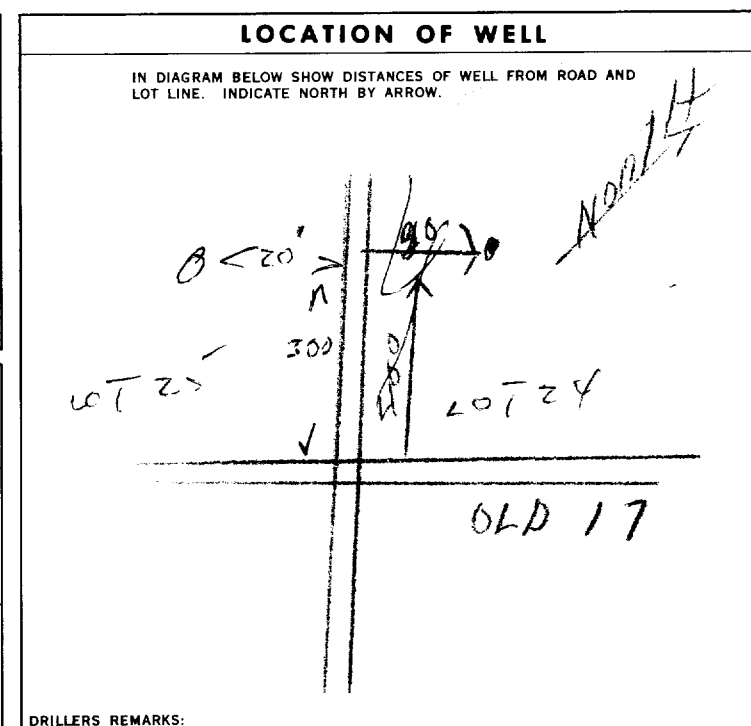 LOCATION OF WELL
IN DIAGRAM BELOW SHOW DISTANCES OF WELL FROM ROAD AND
LOT LINE. INDICATE NORTH BY ARROW.
NORTH
90
<20'
300
LOT 25
LOT 24
OLD 17
DRILLERS REMARKS: